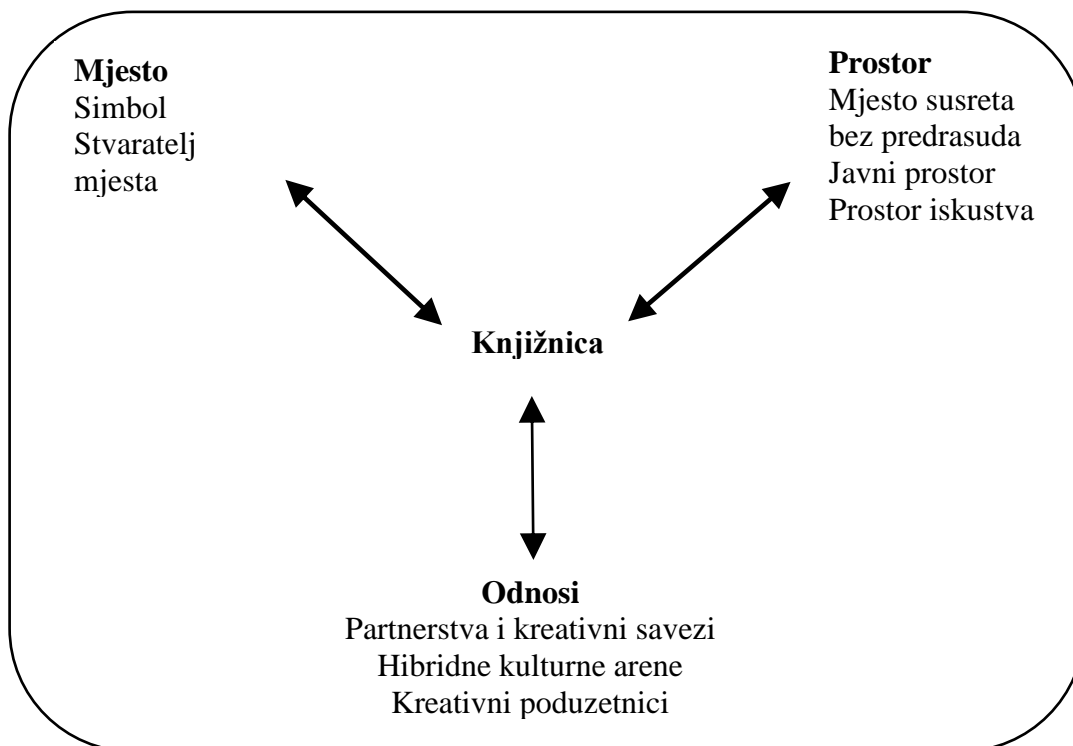 Mjesto
Simbol
Stvaratelj
mjesta
Prostor
Mjesto susreta
bez predrasuda
Javni prostor
Prostor iskustva
Knjižnica
Odnosi
Partnerstva i kreativni savezi
Hibridne kulturne arene
Kreativni poduzetnici